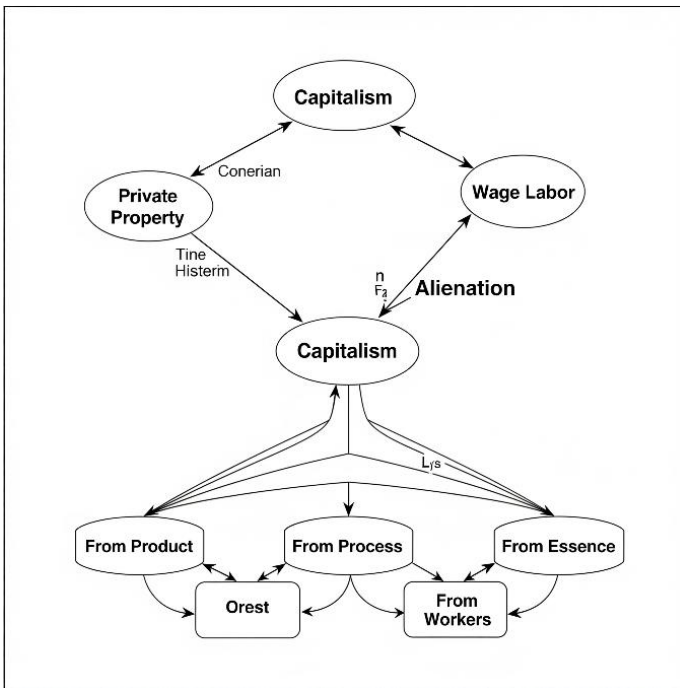 Capitalism
Conerian
Private
Property
Wage Labor
Tine
Histerm
n
Alienation
Capitalism
From Product
From Process
From Essence
Orest
From
Workers